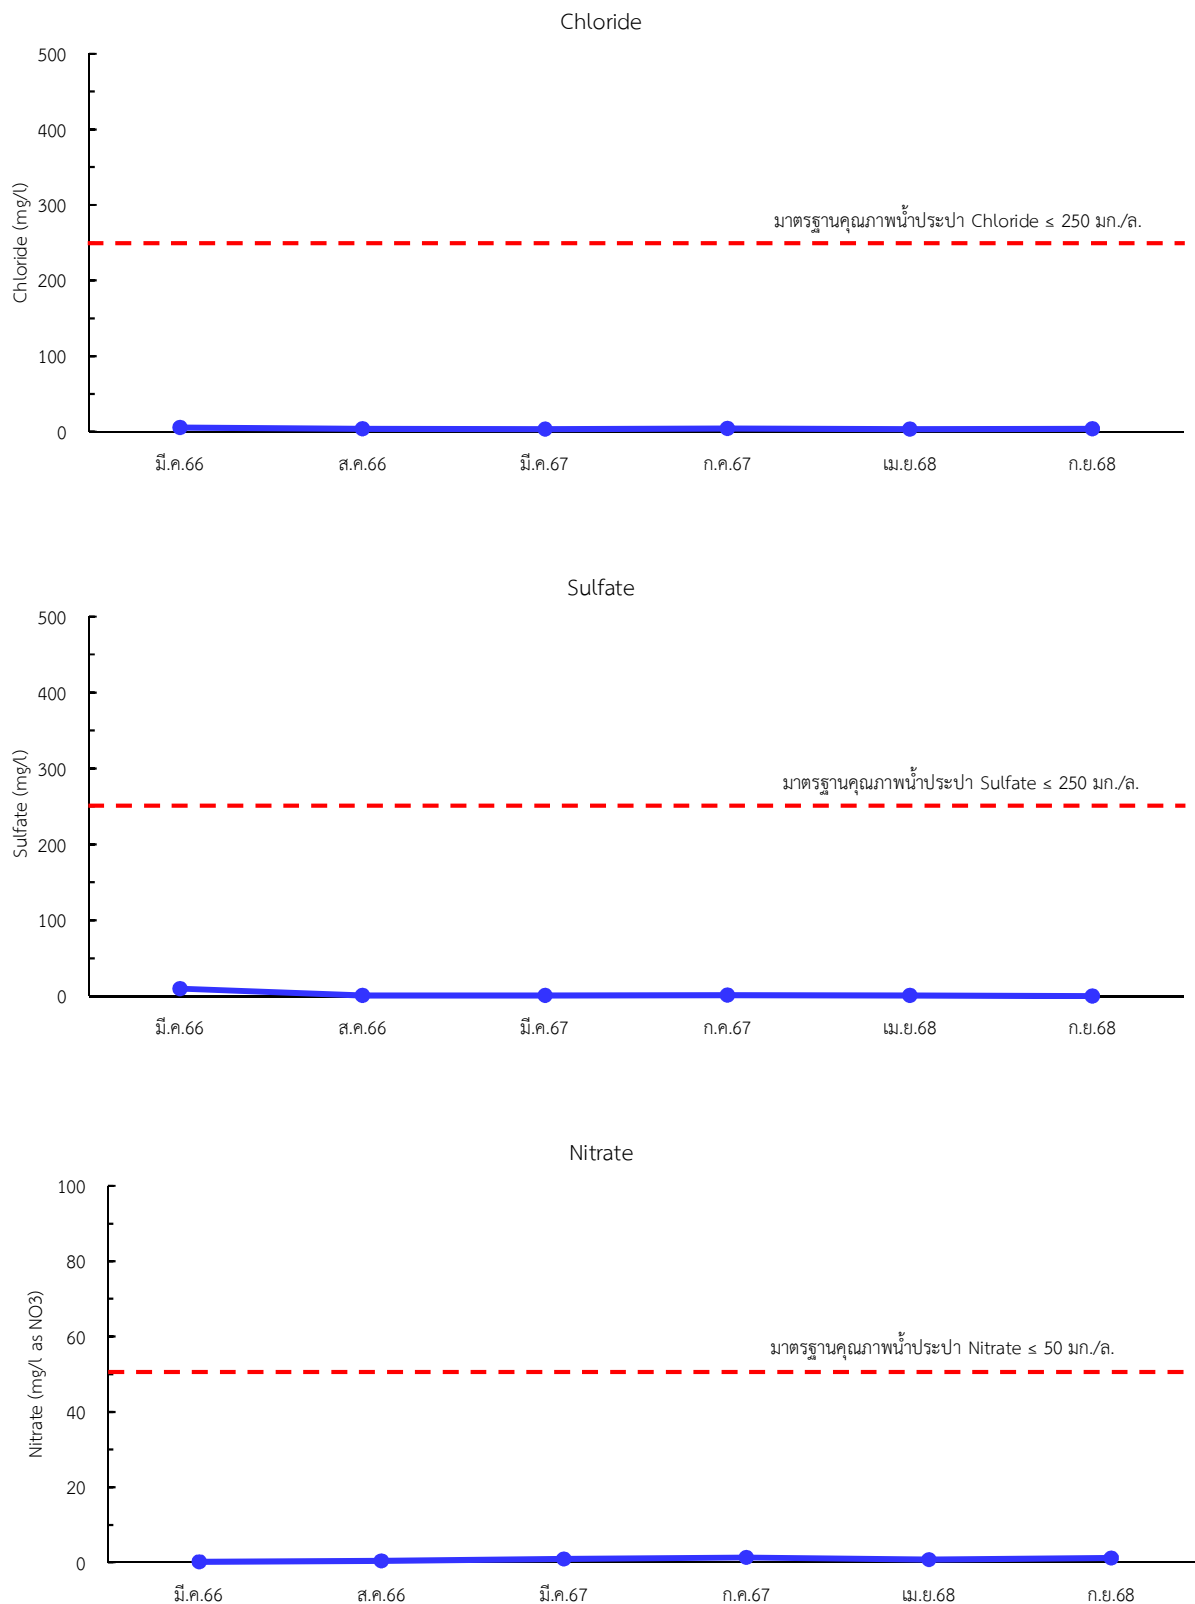 Chloride
500
400
300
200
100
0
Chloride (mg/l)
มาตรฐานคุณภาพน้ำประปา Chloride ≤ 250 มก./ล.
มี.ค.66 ส.ค.66 มี.ค.67 ก.ค.67 เม.ย.68 ก.ย.68
Sulfate
500
400
300
200
100
0
Sulfate (mg/l)
มาตรฐานคุณภาพน้ำประปา Sulfate ≤ 250 มก./ล.
มี.ค.66 ส.ค.66 มี.ค.67 ก.ค.67 เม.ย.68 ก.ย.68
Nitrate
100
80
60
40
20
0
Nitrate (mg/l as NO3)
มาตรฐานคุณภาพน้ำประปา Nitrate ≤ 50 มก./ล.
มี.ค.66 ส.ค.66 มี.ค.67 ก.ค.67 เม.ย.68 ก.ย.68